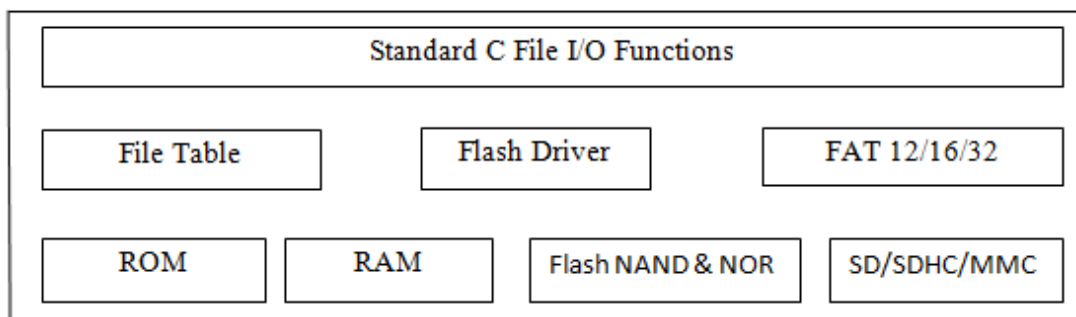 Standard C File I/O Functions
File Table
Flash Driver
FAT 12/16/32
ROM
RAM
Flash NAND & NOR
SD/SDHC/MMC